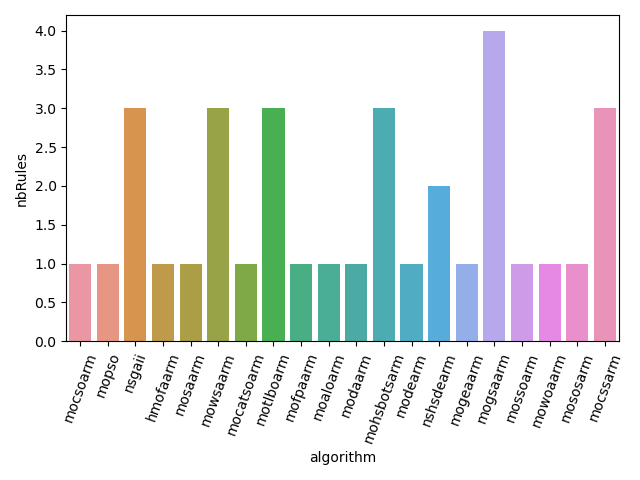 4.0
3.5
3.0
2.5
2.0
1.5
1.0
0.5
0.0
nbRules
mocsoarm
mopso
nsgaii
hmofaarm
mosaarm
mowsaarm
mocatsoarm
motlboarm
mofpaarm
moaloarm
modaarm
mohsbotsarm
modearm
nshsdearm
mogeaarm
mogsaarm
mossoarm
mowoaarm
mososarm
mocssarm
algorithm